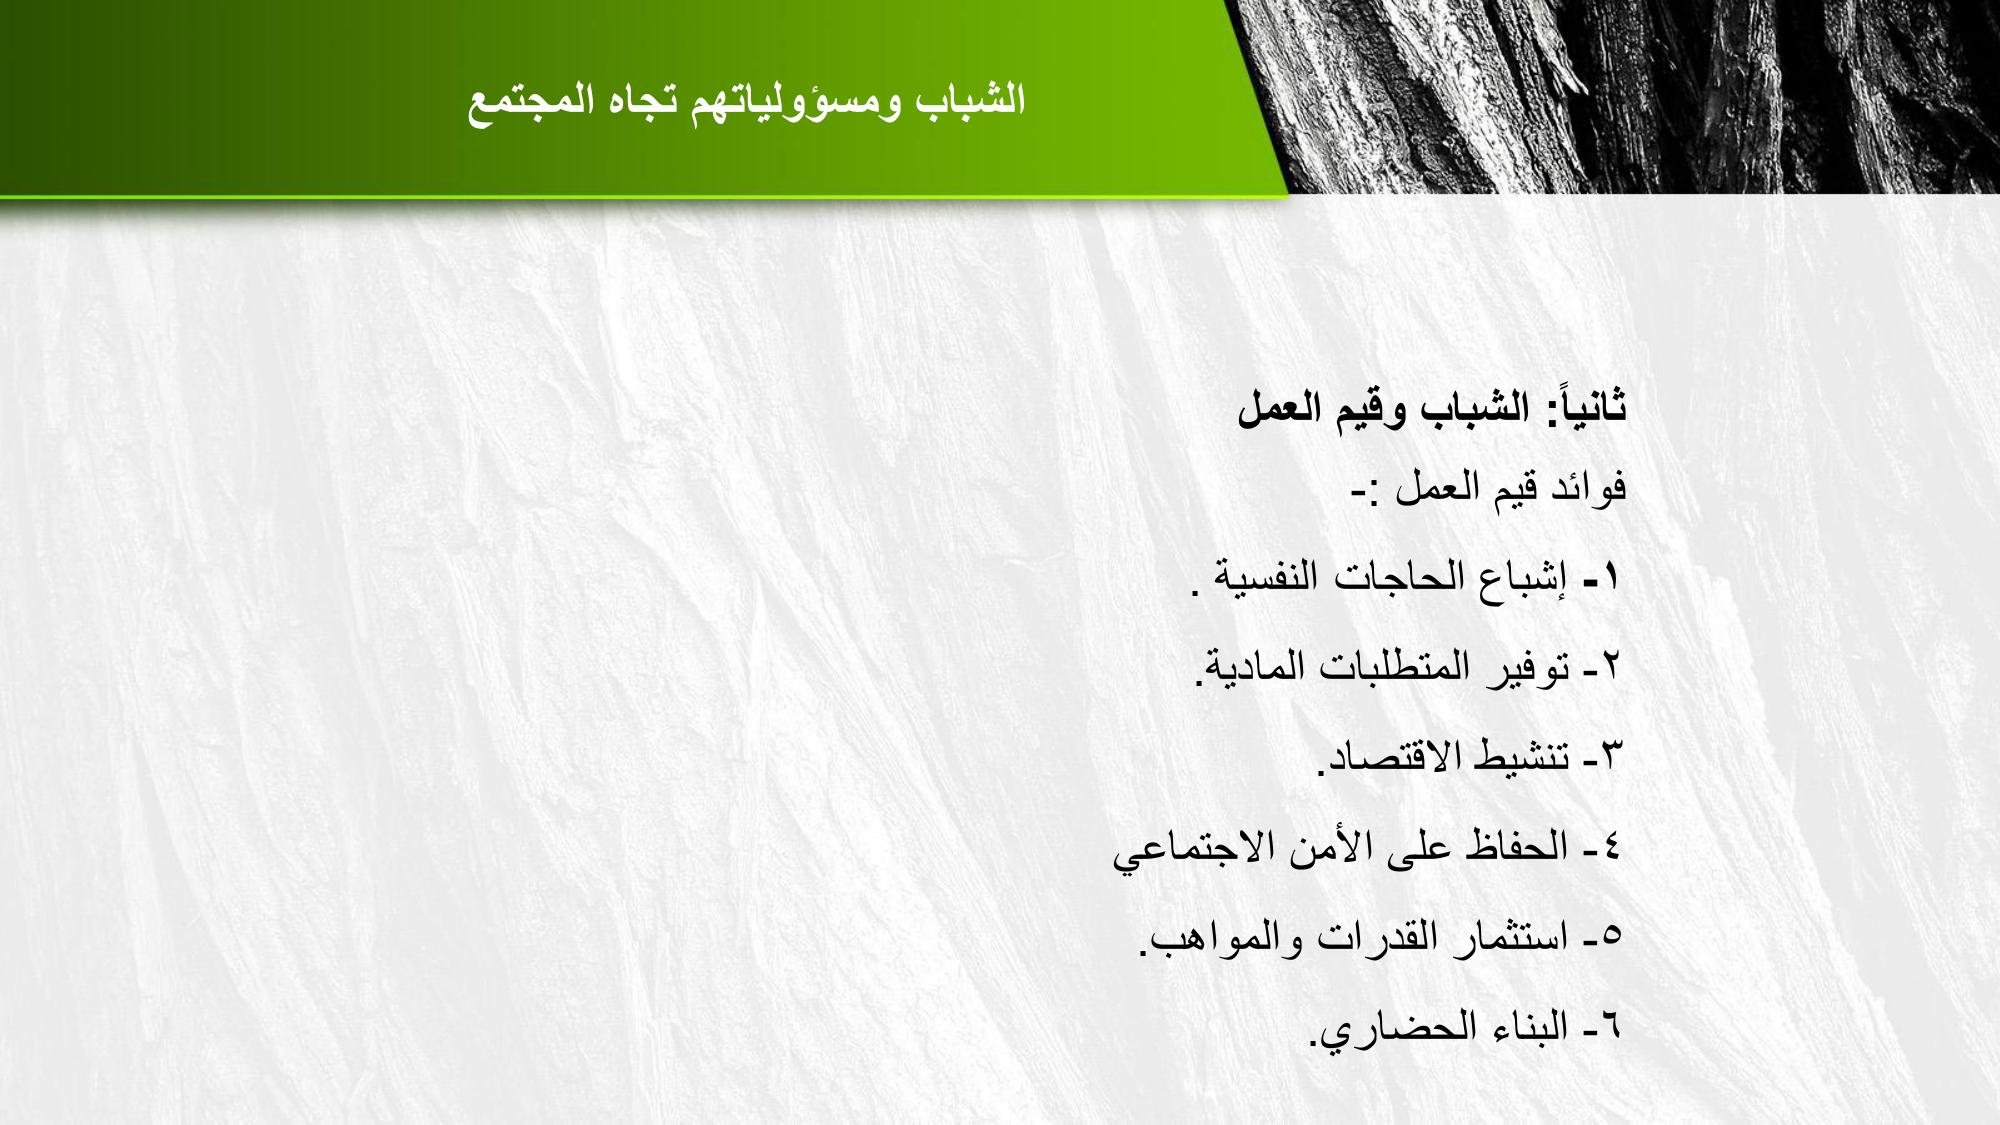 الشباب ومسؤولياتهم تجاه المجتمع
ثانياً: الشباب وقيم العمل
فوائد قيم العمل :-
١- إشباع الحاجات النفسية .
٢- توفير المتطلبات المادية.
٣- تنشيط الاقتصاد.
٤- الحفاظ على الأمن الاجتماعي
٥- استثمار القدرات والمواهب.
٦- البناء الحضاري.